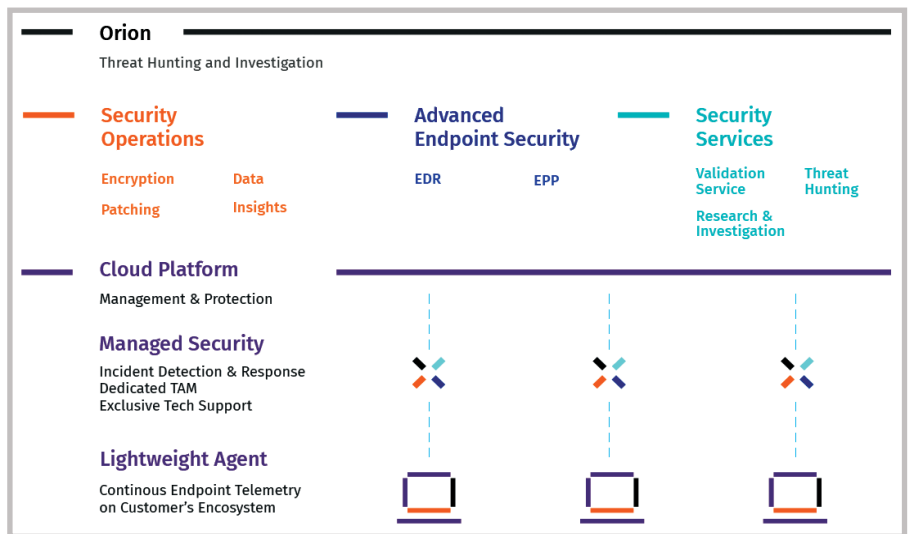 Orion
Threat Hunting and Investigation
Security
Operations
Encryption
Data
Patching
Insights
Advanced
Endpoint Security
EDR
EPP
Security
Services
Validation
Service
Threat
Hunting
Research &
Investigation
Cloud Platform
Management & Protection
Managed Security
Incident Detection & Response
Dedicated TAM
Exclusive Tech Support
Lightweight Agent
Continous Endpoint Telemetry
on Customer’s Encosystem